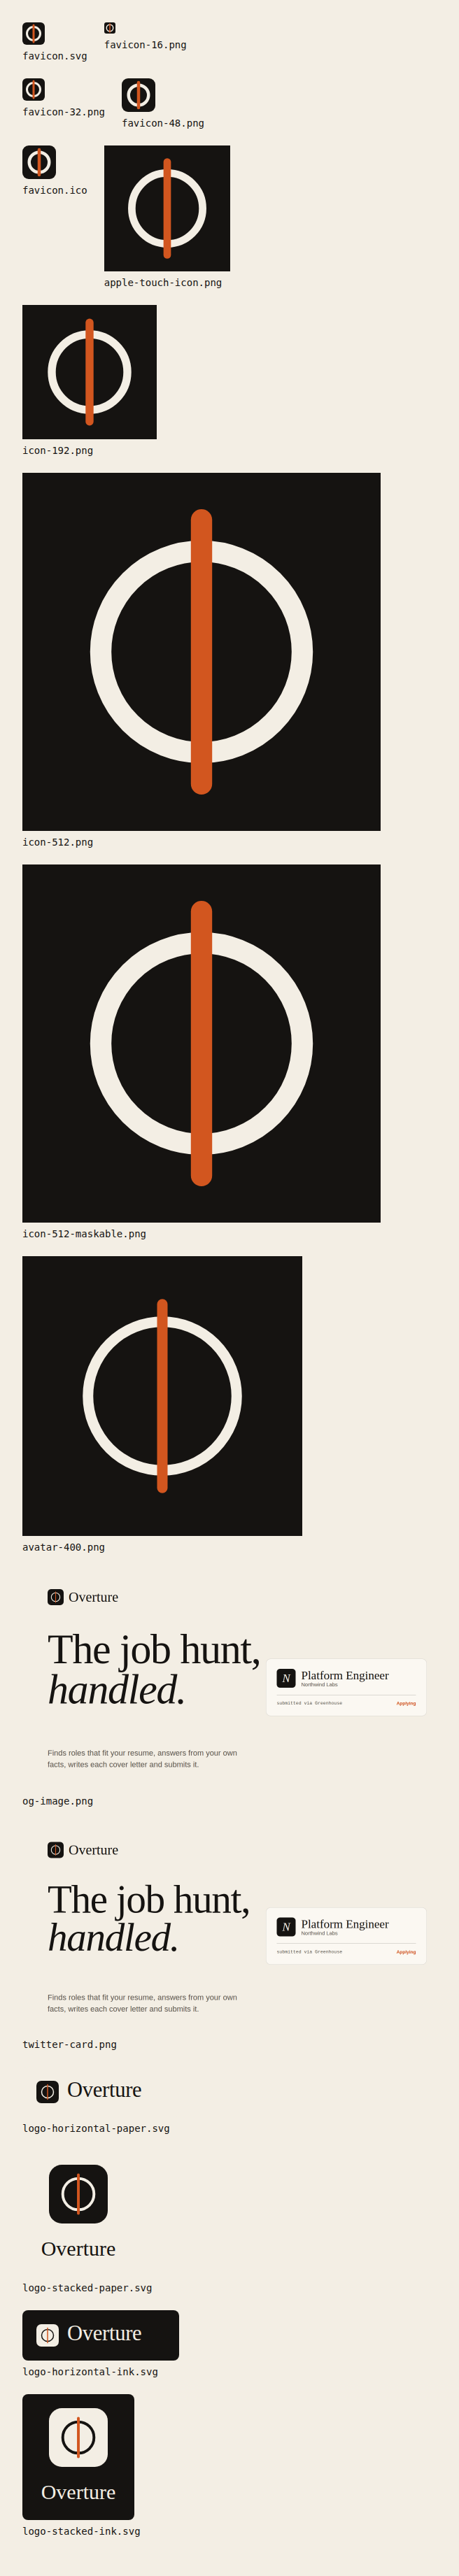 favicon.svg
favicon-16.png
favicon-32.png
favicon-48.png
favicon.ico
apple-touch-icon.png
icon-192.png
icon-512.png
icon-512-maskable.png
avatar-400.png
Overture
The job hunt,
handled.
N
Platform Engineer
Northwind Labs
submitted via Greenhouse
Applying
Finds roles that fit your resume, answers from your own
facts, writes each cover letter and submits it.
og-image.png
Overture
The job hunt,
handled.
N
Platform Engineer
Northwind Labs
submitted via Greenhouse
Applying
Finds roles that fit your resume, answers from your own
facts, writes each cover letter and submits it.
twitter-card.png
Overture
logo-horizontal-paper.svg
Overture
logo-stacked-paper.svg
Overture
logo-horizontal-ink.svg
Overture
logo-stacked-ink.svg